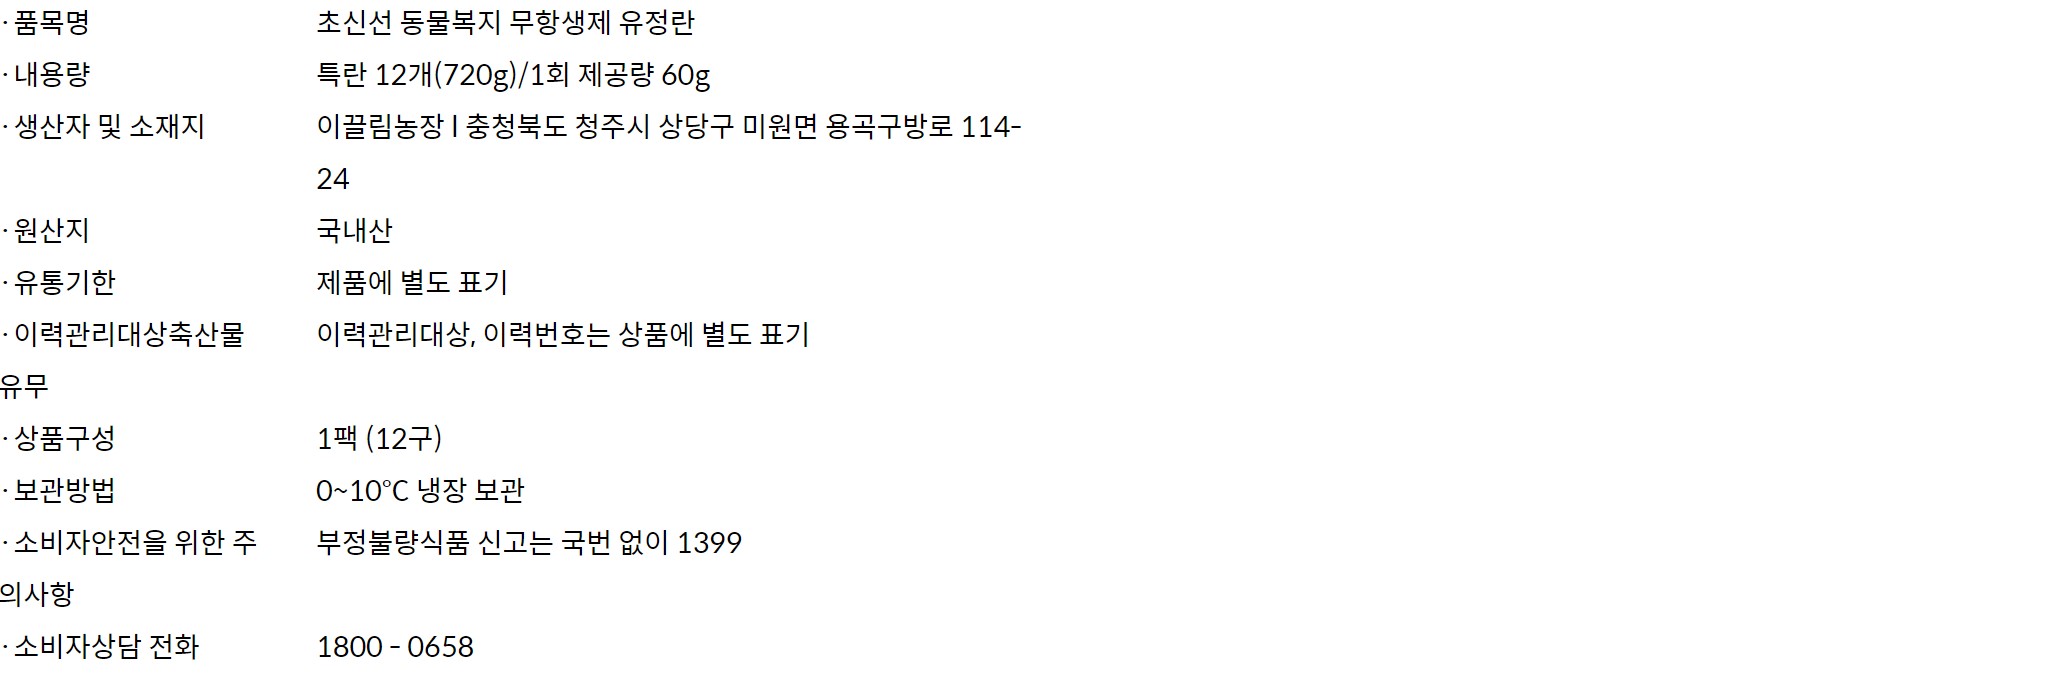 · 품목명 초신선 동물복지 무항생제 유정란
· 내용량 특란 12개(720g)/1회 제공량 60g
· 생산자 및 소재지 이끌림농장 l 충청북도 청주시 상당구 미원면 용곡구방로 114-
24
· 원산지 국내산
· 유통기한 제품에 별도 표기
· 이력관리대상축산물 이력관리대상, 이력번호는 상품에 별도 표기
유무
· 상품구성 1팩 (12구)
· 보관방법 0~10°C 냉장 보관
· 소비자안전을 위한 주 부정불량식품 신고는 국번 없이 1399
의사항
· 소비자상담 전화 1800 - 0658